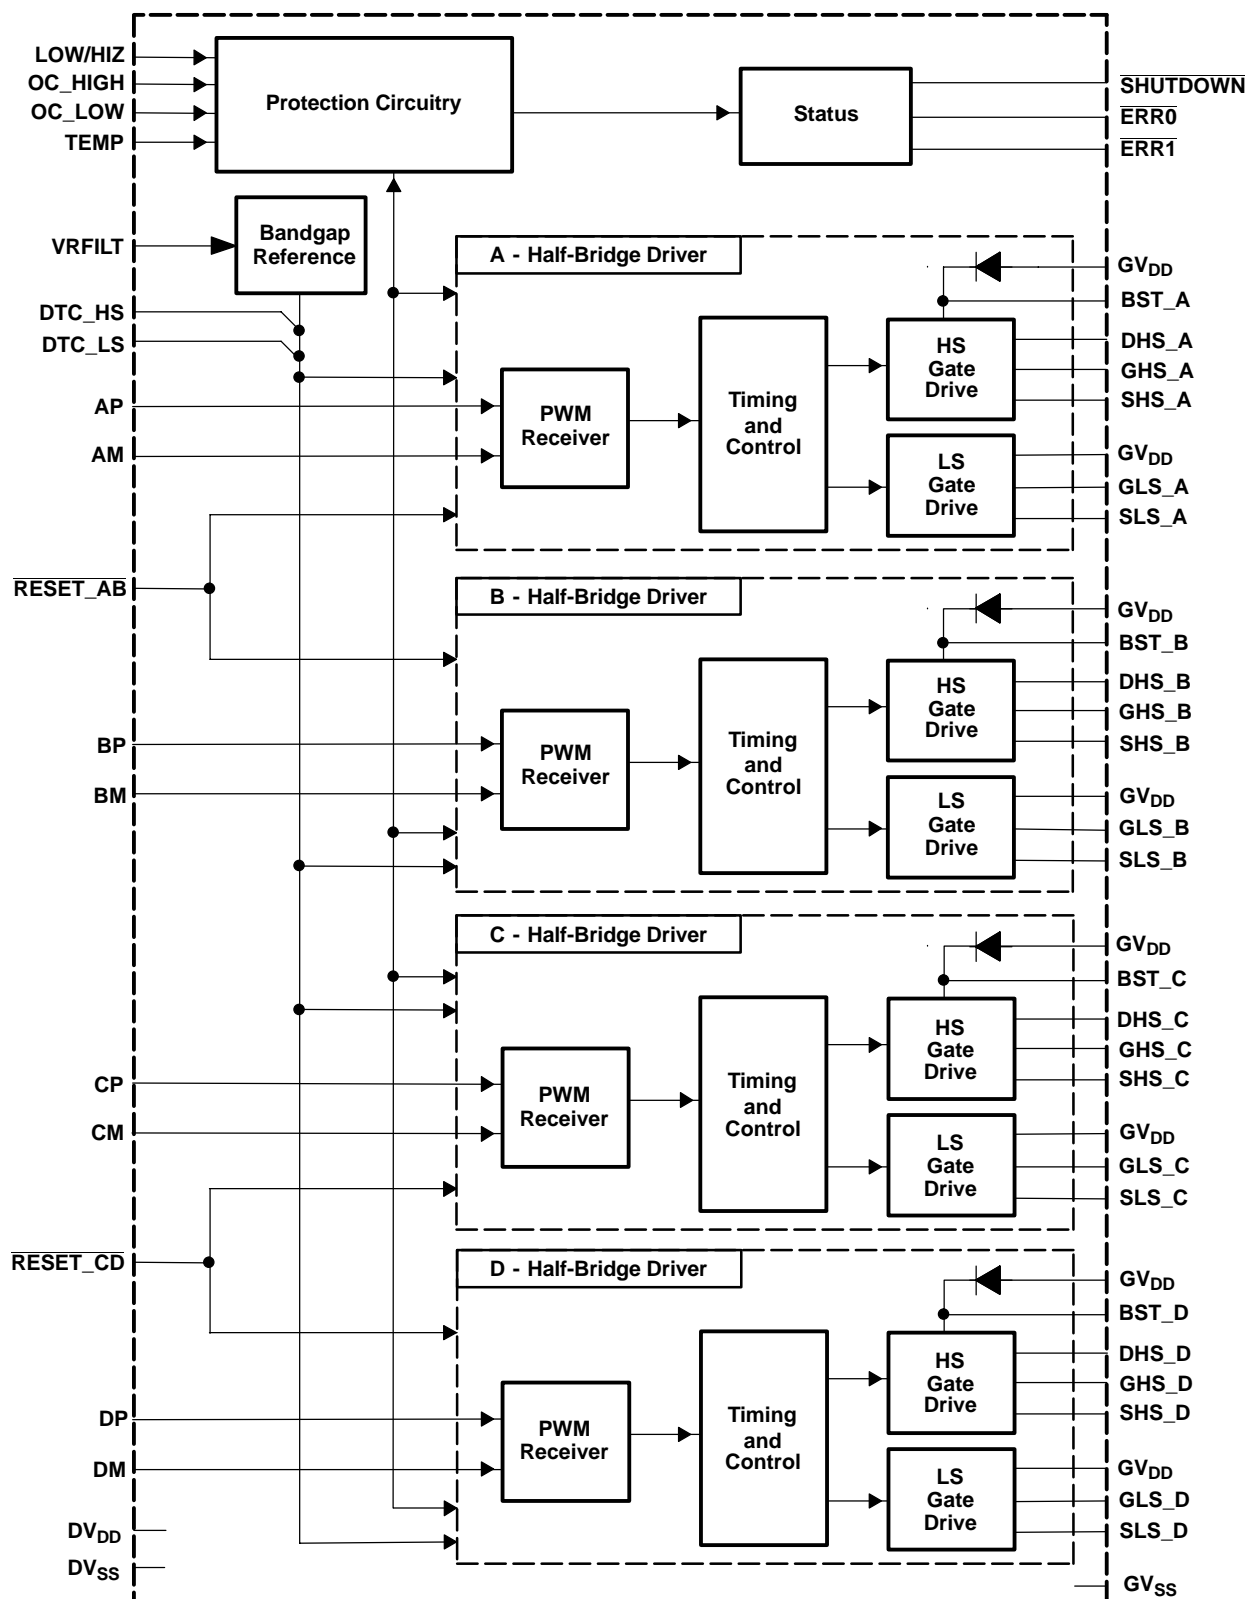 LOW/HIZ
OC_HIGH
OC_LOW
TEMP
Protection Circuitry
Status
SHUTDOWN
ERR0
ERR1
VRFILT
Bandgap
Reference
DTC_HS
DTC_LS
A - Half-Bridge Driver
AP
AM
PWM
Receiver
Timing
and
Control
HS
Gate
Drive
LS
Gate
Drive
GVDD
BST_A
DHS_A
GHS_A
SHS_A
GVDD
GLS_A
SLS_A
RESET_AB
B - Half-Bridge Driver
BP
BM
PWM
Receiver
Timing
and
Control
HS
Gate
Drive
LS
Gate
Drive
GVDD
BST_B
DHS_B
GHS_B
SHS_B
GVDD
GLS_B
SLS_B
C - Half-Bridge Driver
CP
CM
PWM
Receiver
Timing
and
Control
HS
Gate
Drive
LS
Gate
Drive
GVDD
BST_C
DHS_C
GHS_C
SHS_C
GVDD
GLS_C
SLS_C
RESET_CD
D - Half-Bridge Driver
DP
DM
PWM
Receiver
Timing
and
Control
HS
Gate
Drive
LS
Gate
Drive
GVDD
BST_D
DHS_D
GHS_D
SHS_D
GVDD
GLS_D
SLS_D
DVDD
DVSS
GVSS